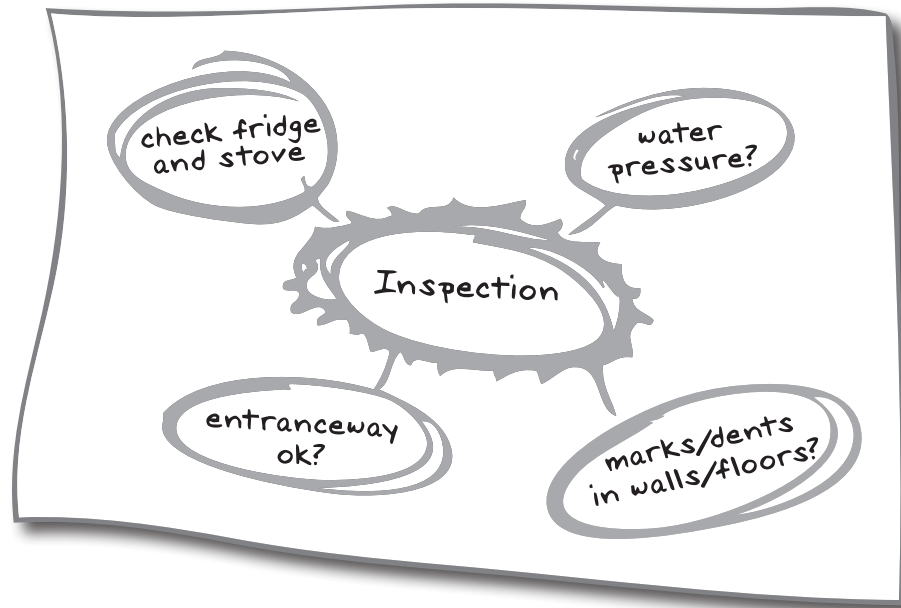 check fridge
and stove
water
pressure?
Inspection
entranceway
ok?
marks/dents
in walls/floors?